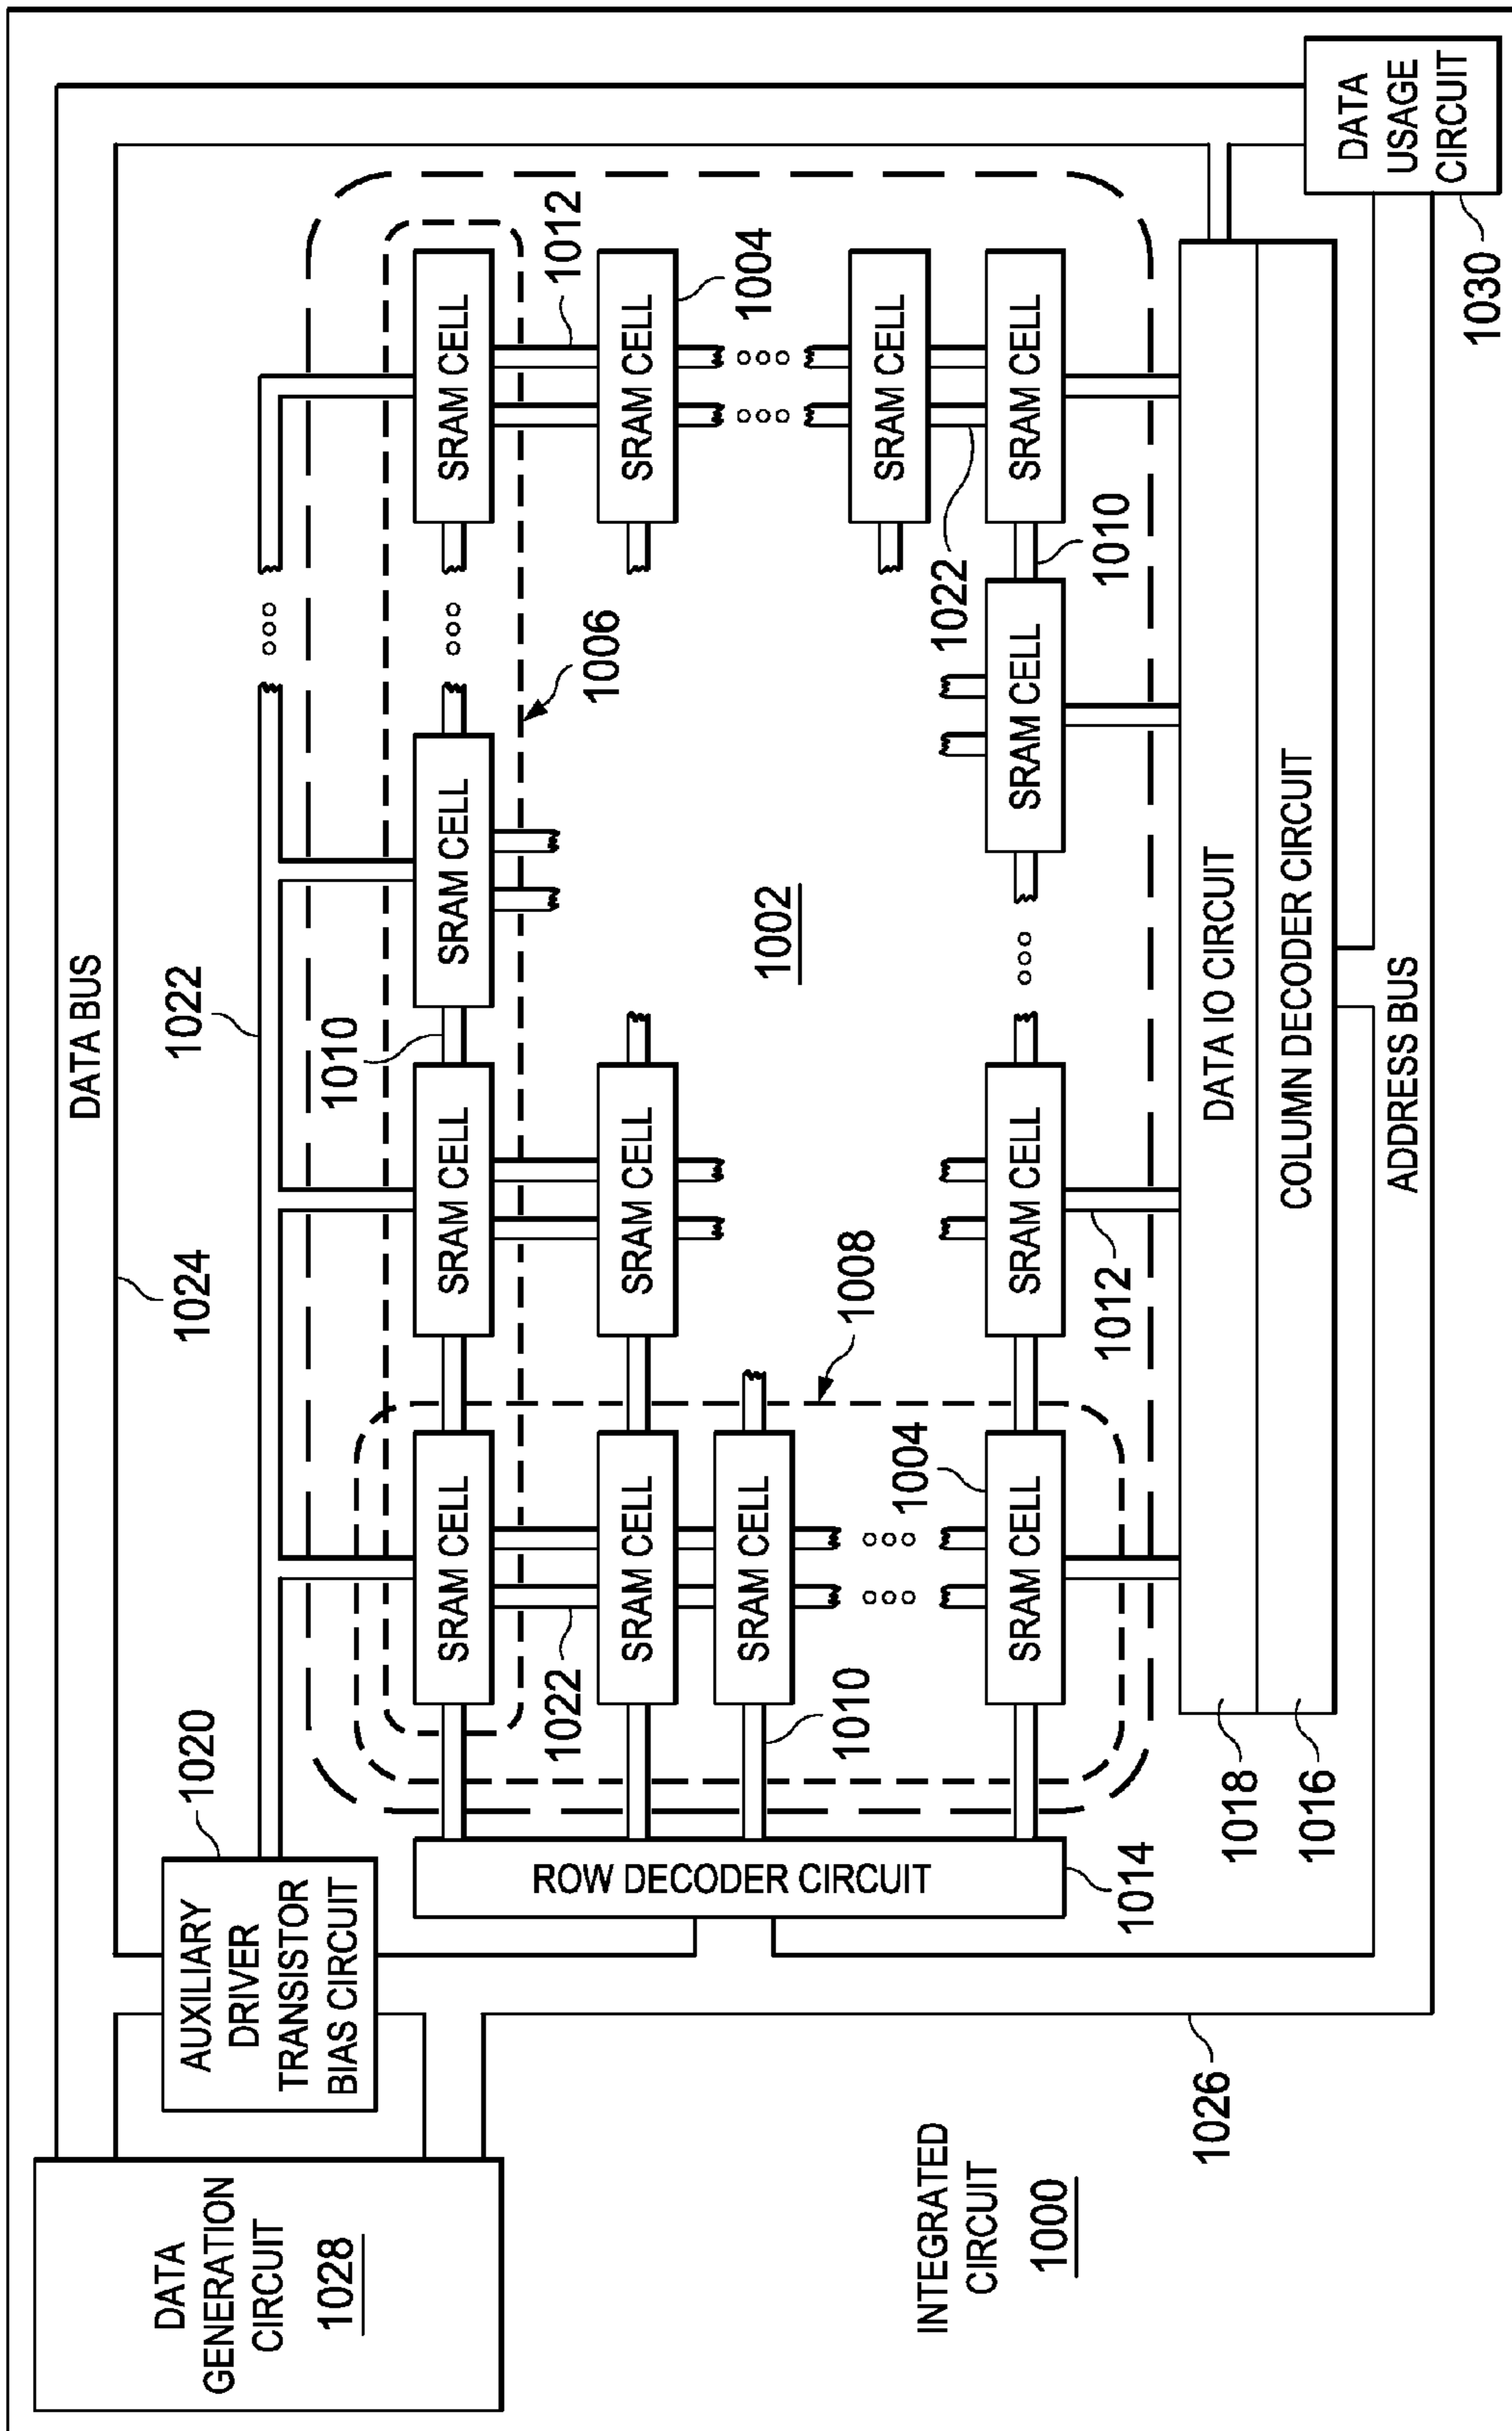 DATA
GENERATION
CIRCUIT
1028
AUXILIARY
DRIVER
TRANSISTOR
BIAS CIRCUIT
1020
DATA BUS
1024
1022
1010
SRAM CELL
SRAM CELL
SRAM CELL
SRAM CELL
1006
1012
1022
SRAM CELL
SRAM CELL
SRAM CELL
1004
SRAM CELL
1010
1008
1002
SRAM CELL
1004
1022
ROW DECODER CIRCUIT
1014
SRAM CELL
SRAM CELL
SRAM CELL
SRAM CELL
1012
1010
INTEGRATED
CIRCUIT
1000
1018
DATA IO CIRCUIT
1016
COLUMN DECODER CIRCUIT
1026
ADDRESS BUS
DATA
USAGE
CIRCUIT
1030